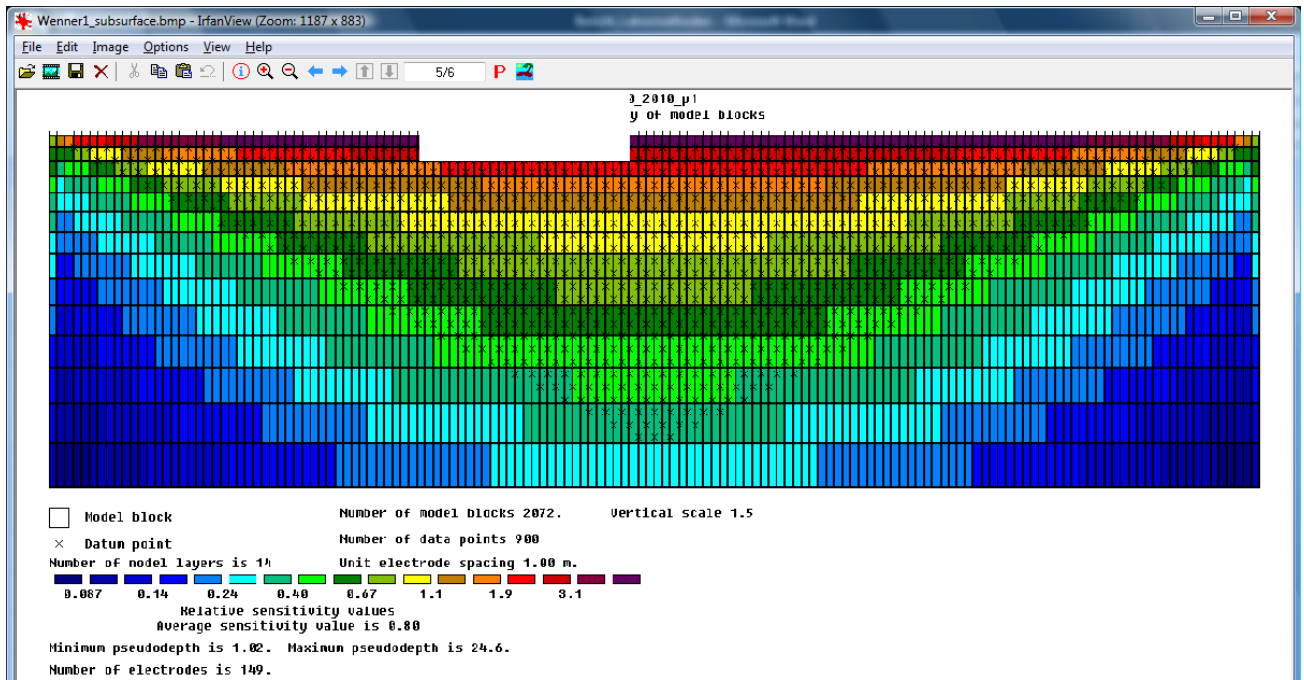 Wenner1_subsurface.bmp - IrfanView (Zoom: 1187 x 883)
File Edit Image Options View Help
5/6
P
_2010_p1
y of model blocks
Model block
Number of model blocks 2072.
Vertical scale 1.5
× Datum point
Number of data points 900
Number of model layers is 14
Unit electrode spacing 1.00 m.
0.087 0.14 0.24 0.40 0.67 1.1 1.9 3.1
Relative sensitivity values
Average sensitivity value is 0.80
Minimum pseudodepth is 1.02. Maximum pseudodepth is 24.6.
Number of electrodes is 149.